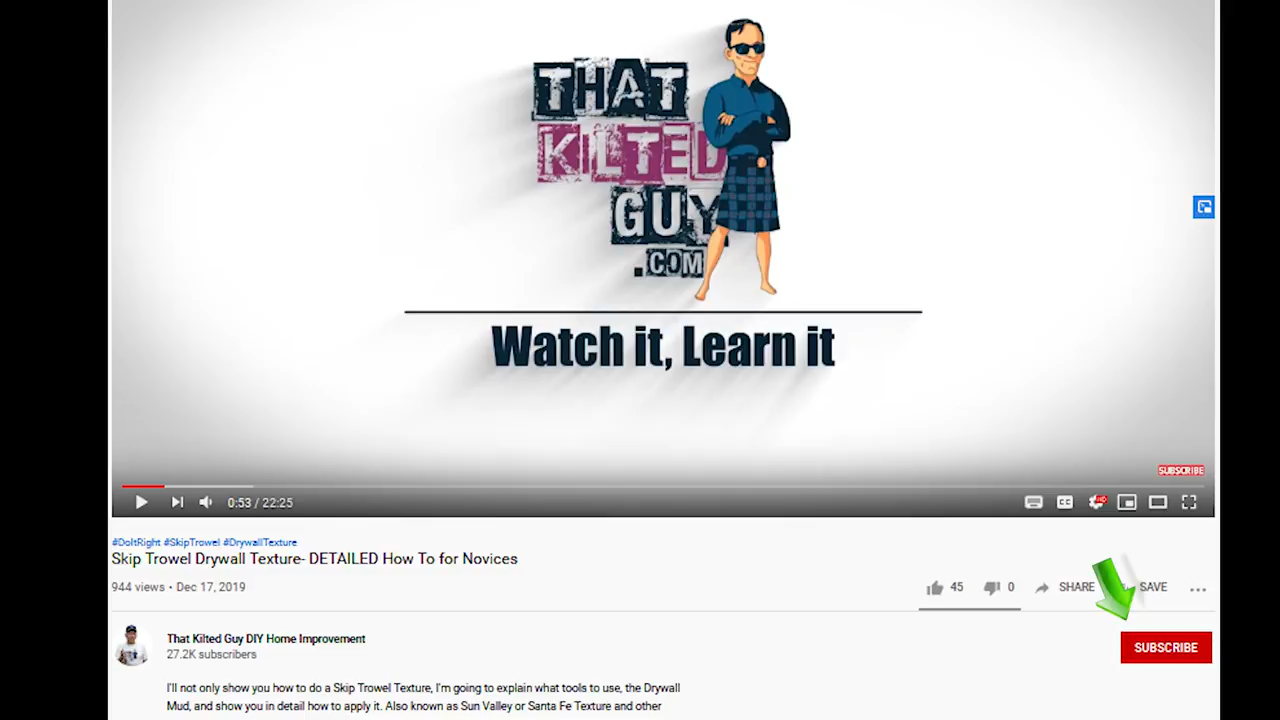 THAT
KILTED
GUY
.COM
Watch it, Learn it
SUBSCRIBE
0:53 / 22:25
CC
HD
#DoItRight #SkipTrowel #DrywallTexture
Skip Trowel Drywall Texture- DETAILED How To for Novices
944 views • Dec 17, 2019
45 0 SHARE SAVE
That Kilted Guy DIY Home Improvement
27.2K subscribers
SUBSCRIBE
I'll not only show you how to do a Skip Trowel Texture, I'm going to explain what tools to use, the Drywall
Mud, and show you in detail how to apply it. Also known as Sun Valley or Santa Fe Texture and other